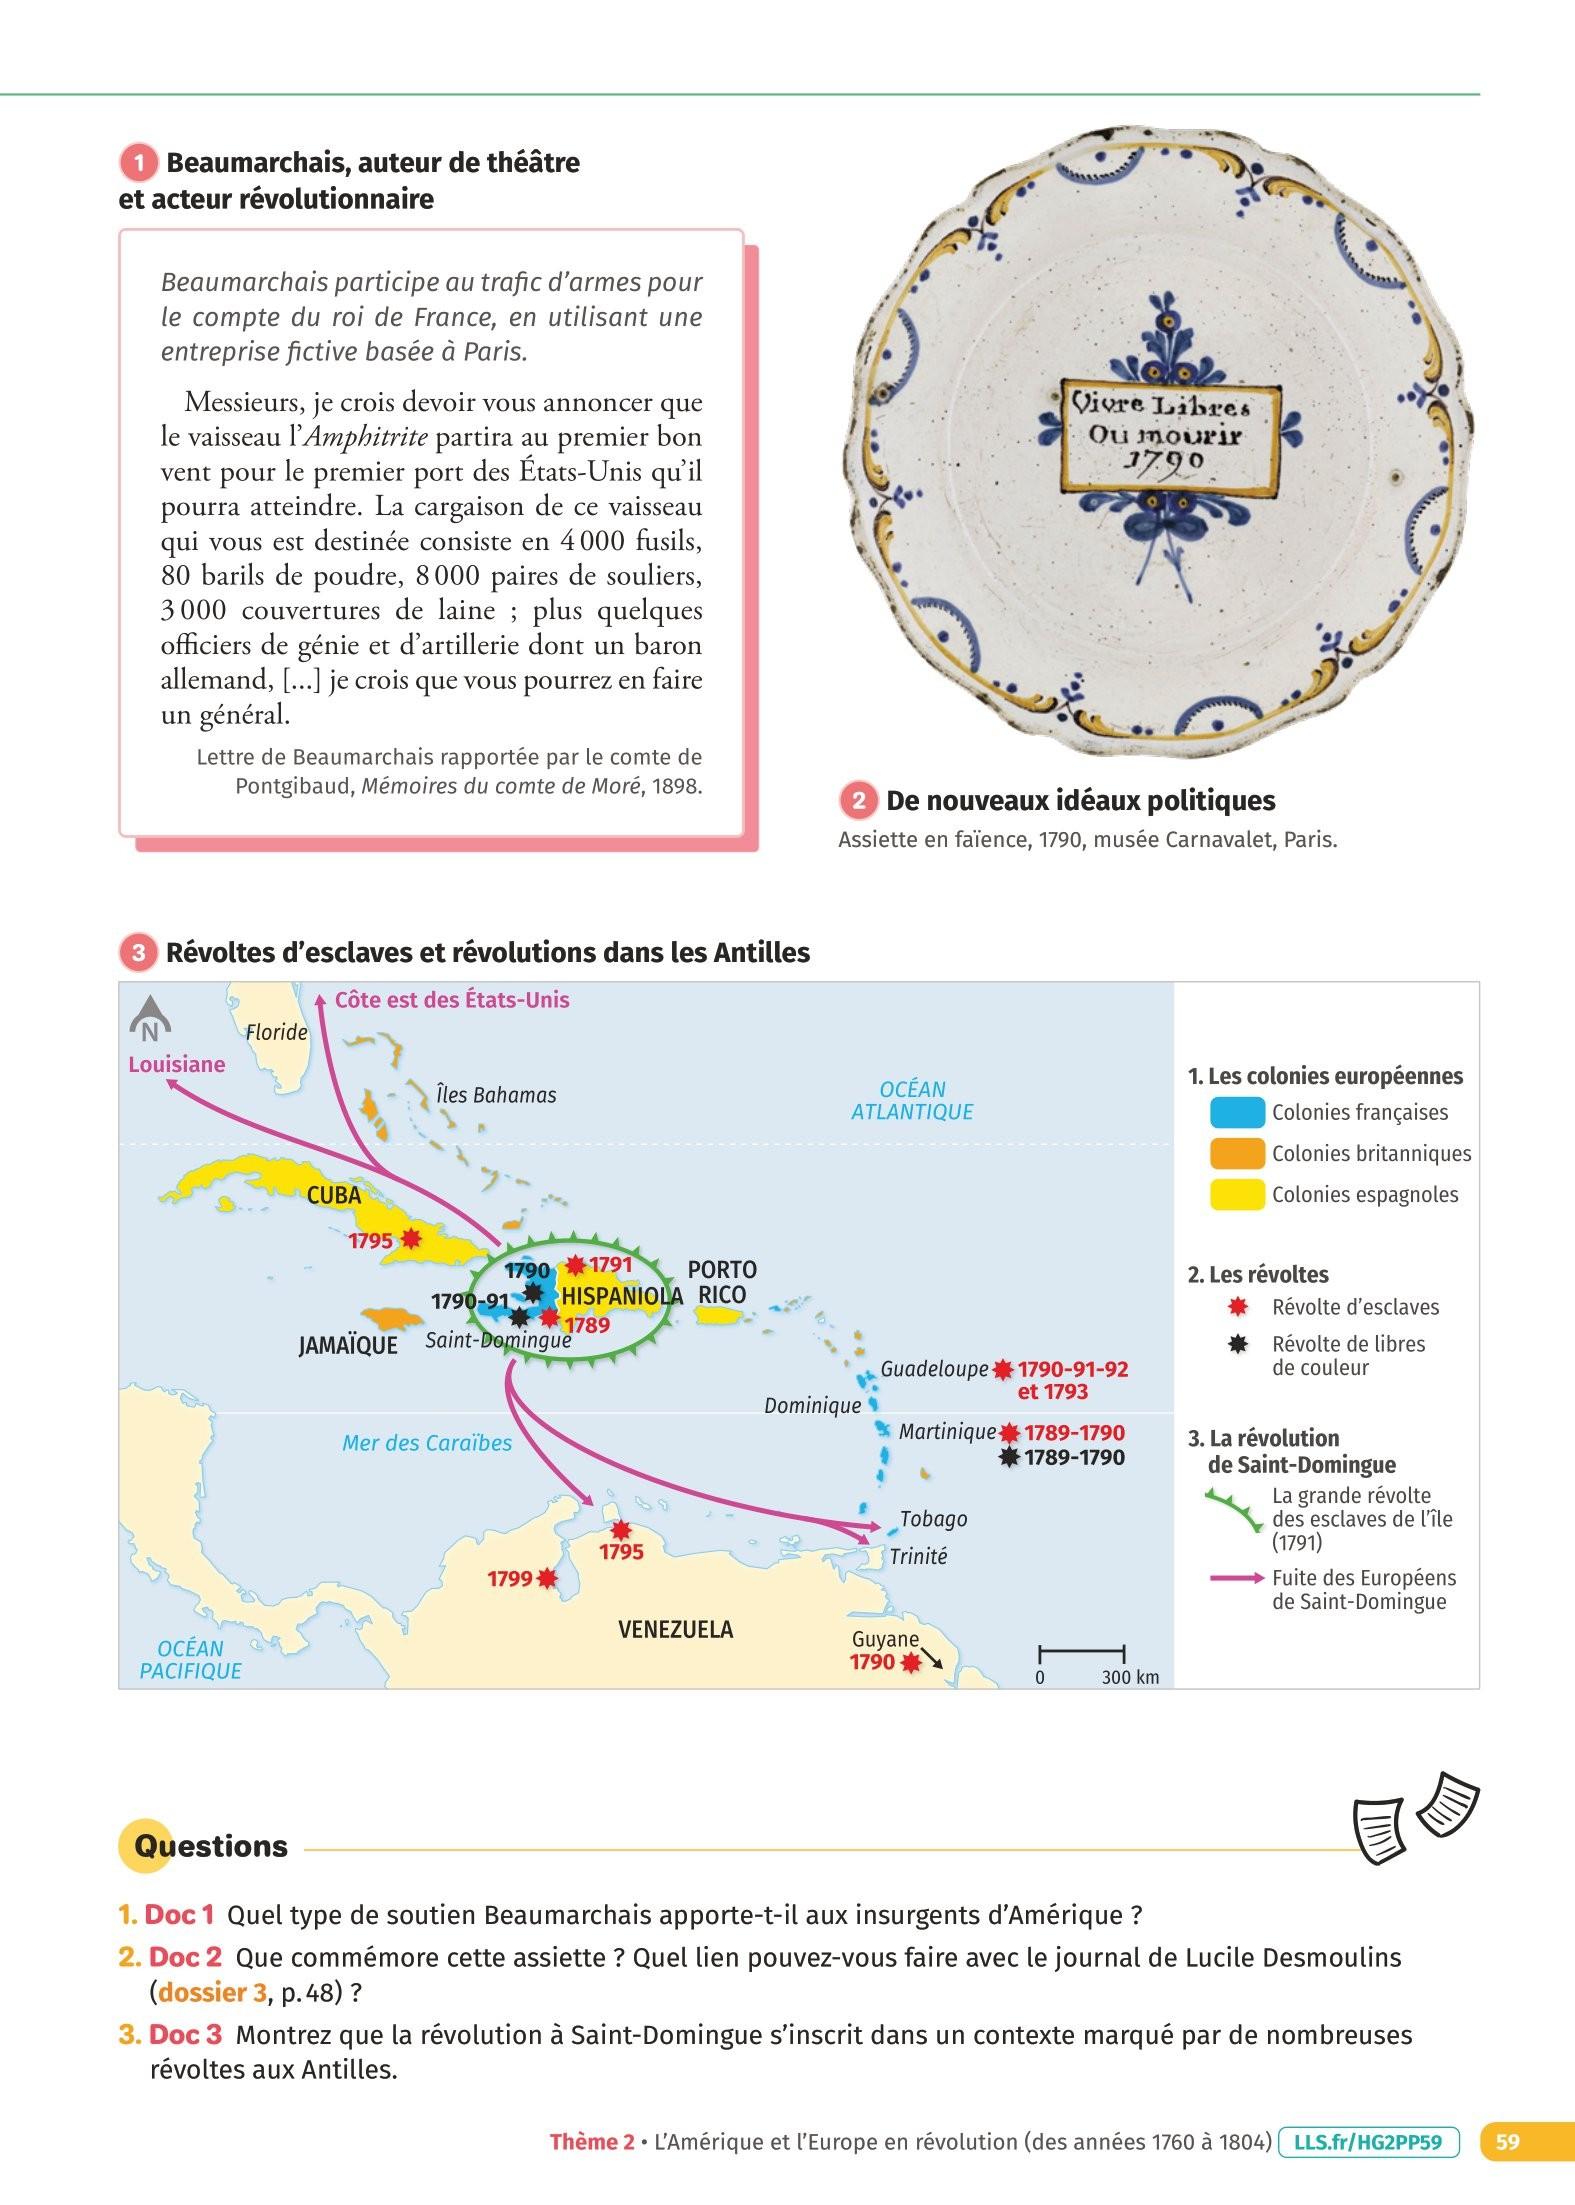 1 Beaumarchais, auteur de théâtre
et acteur révolutionnaire
Beaumarchais participe au trafic d'armes pour
le compte du roi de France, en utilisant une
entreprise fictive basée à Paris.
Messieurs, je crois devoir vous annoncer que
le vaisseau l'Amphitrite partira au premier bon
vent pour le premier port des États-Unis qu'il
pourra atteindre. La cargaison de ce vaisseau
qui vous est destinée consiste en 4 000 fusils,
80 barils de poudre, 8 000 paires de souliers,
3 000 couvertures de laine ; plus quelques
officiers de génie et d'artillerie dont un baron
allemand, [...] je crois que vous pourrez en faire
un général.
Lettre de Beaumarchais rapportée par le comte de
Pontgibaud, Mémoires du comte de Moré, 1898.
Vivre Libres
Ou mourir
1790
2 De nouveaux idéaux politiques
Assiette en faïence, 1790, musée Carnavalet, Paris.
3 Révoltes d'esclaves et révolutions dans les Antilles
N
Côte est des États-Unis
Floride
Louisiane
Îles Bahamas
OCÉAN
ATLANTIQUE
CUBA
1795
1790
1791
PORTO
RICO
1790-91
HISPANIOLA
1789
JAMAÏQUE
Saint-Domingue
Guadeloupe
1790-91-92
et 1793
Dominique
Martinique
1789-1790
1789-1790
Mer des Caraïbes
Tobago
Trinité
1795
1799
VENEZUELA
Guyane
1790
OCÉAN
PACIFIQUE
0 300 km
1. Les colonies européennes
Colonies françaises
Colonies britanniques
Colonies espagnoles
2. Les révoltes
Révolte d'esclaves
Révolte de libres
de couleur
3. La révolution
de Saint-Domingue
La grande révolte
des esclaves de l'île
(1791)
Fuite des Européens
de Saint-Domingue
Questions
1. Doc 1 Quel type de soutien Beaumarchais apporte-t-il aux insurgents d'Amérique ?
2. Doc 2 Que commémore cette assiette ? Quel lien pouvez-vous faire avec le journal de Lucile Desmoulins
(dossier 3, p. 48) ?
3. Doc 3 Montrez que la révolution à Saint-Domingue s'inscrit dans un contexte marqué par de nombreuses
révoltes aux Antilles.
Thème 2 • L'Amérique et l'Europe en révolution (des années 1760 à 1804) LLS.fr/HG2PP59 59